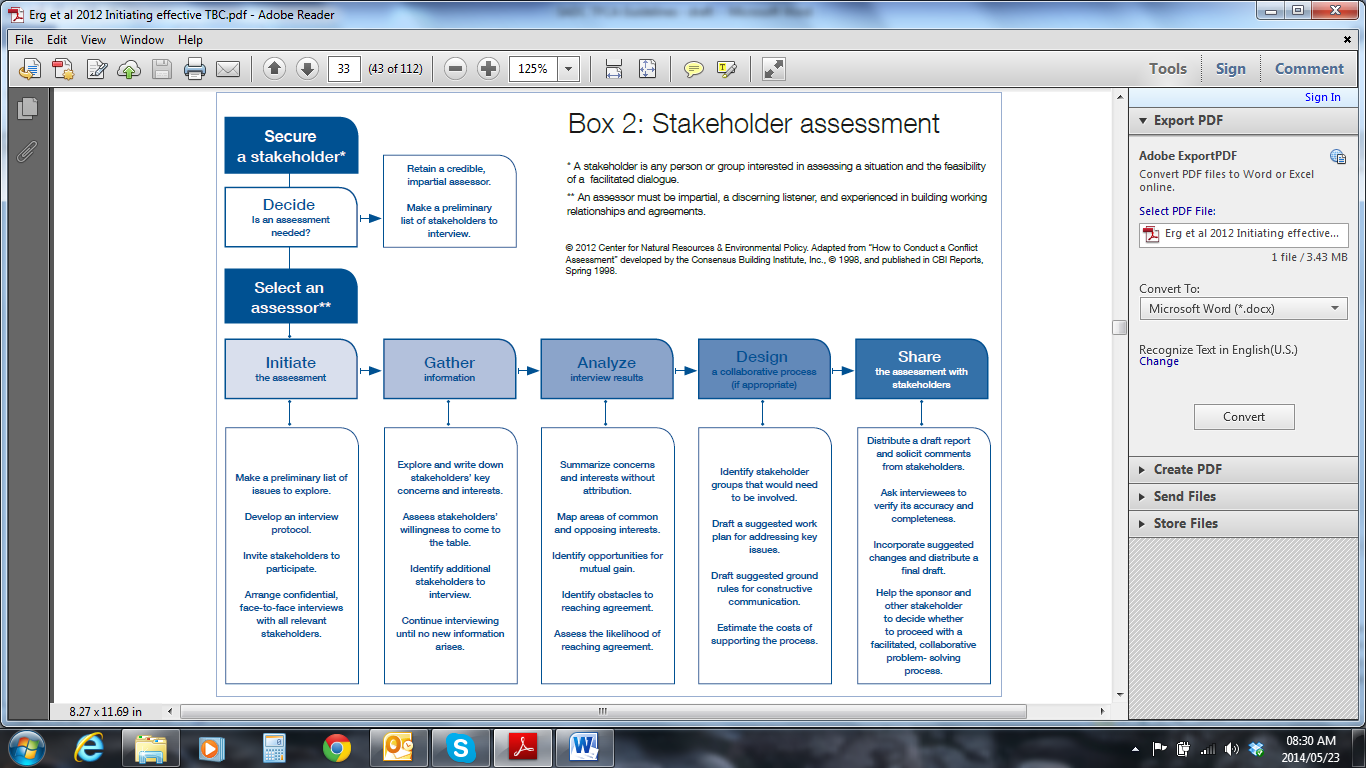 Erg et al 2012 Initiating effective TBC.pdf - Adobe Reader
File Edit View Window Help
33 (43 of 112) 125% Tools Sign Comment
Secure
a stakeholder*
Decide
Is an assessment
needed?
Retain a credible,
impartial assessor.
Make a preliminary
list of stakeholders to
interview.
Select an
assessor**
Box 2: Stakeholder assessment
* A stakeholder is any person or group interested in assessing a situation and the feasibility
of a facilitated dialogue.
** An assessor must be impartial, a discerning listener, and experienced in building working
relationships and agreements.
© 2012 Center for Natural Resources & Environmental Policy. Adapted from "How to Conduct a Conflict
Assessment" developed by the Consensus Building Institute, Inc., © 1998, and published in CBI Reports,
Spring 1998.
Initiate
the assessment
Gather
information
Analyze
interview results
Design
a collaborative process
(if appropriate)
Share
the assessment with
stakeholders
Make a preliminary list of
issues to explore.
Develop an interview
protocol.
Invite stakeholders to
participate.
Arrange confidential,
face-to-face interviews
with all relevant
stakeholders.
Explore and write down
stakeholders' key
concerns and interests.
Assess stakeholders'
willingness to come to
the table.
Identify additional
stakeholders to
interview.
Continue interviewing
until no new information
arises.
Summarize concerns
and interests without
attribution.
Map areas of common
and opposing interests.
Identify opportunities for
mutual gain.
Identify obstacles to
reaching agreement.
Assess the likelihood of
reaching agreement.
Identify stakeholder
groups that would need
to be involved.
Draft a suggested work
plan for addressing key
issues.
Draft suggested ground
rules for constructive
communication.
Estimate the costs of
supporting the process.
Distribute a draft report
and solicit comments
from stakeholders.
Ask interviewees to
verify its accuracy and
completeness.
Incorporate suggested
changes and distribute a
final draft.
Help the sponsor and
other stakeholder
to decide whether
to proceed with a
facilitated, collaborative
problem- solving
process.
8.27 x 11.69 in
Sign In
Export PDF
Adobe ExportPDF
Convert PDF files to Word or Excel
online.
Select PDF File:
Erg et al 2012 Initiating effective...
1 file / 3.43 MB
Convert To:
Microsoft Word (*.docx)
Recognize Text in English(U.S.)
Change
Convert
Create PDF
Send Files
Store Files
08:30 AM
2014/05/23